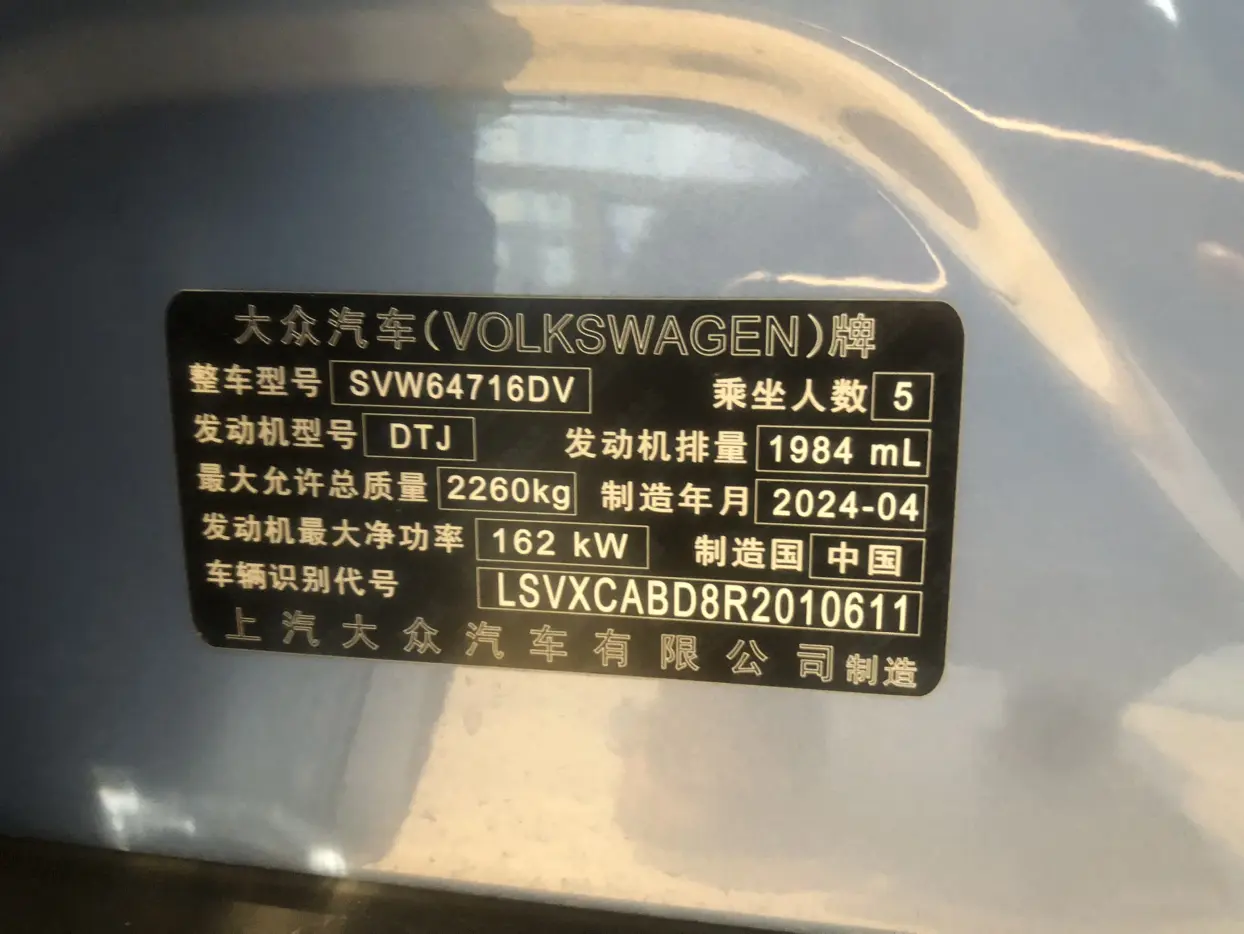 大众汽车(VOLKSWAGEN)牌
整车型号 SVW64716DV 乘坐人数 5
发动机型号 DTJ 发动机排量 1984 mL
最大允许总质量 2260kg 制造年月 2024-04
发动机最大净功率 162 kW 制造国 中国
车辆识别代号 LSVXCABD8R2010611
上汽大众汽车有限公司制造